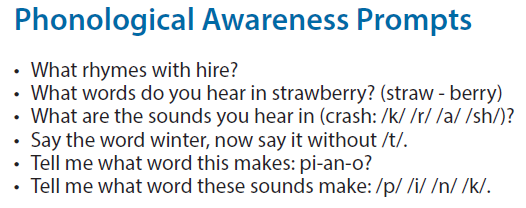 Phonological Awareness Prompts
• What rhymes with hire?
• What words do you hear in strawberry? (straw - berry)
• What are the sounds you hear in (crash: /k/ /r/ /a/ /sh/)?
• Say the word winter, now say it without /t/.
• Tell me what word this makes: pi-an-o?
• Tell me what word these sounds make: /p/ /i/ /n/ /k/.